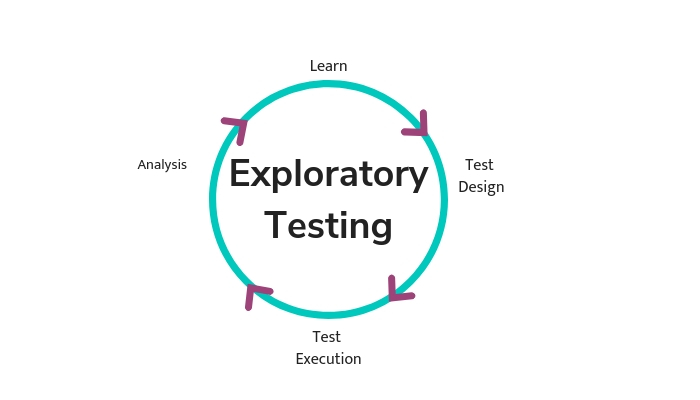 Learn
Analysis
Exploratory
Testing
Test
Design
Test
Execution